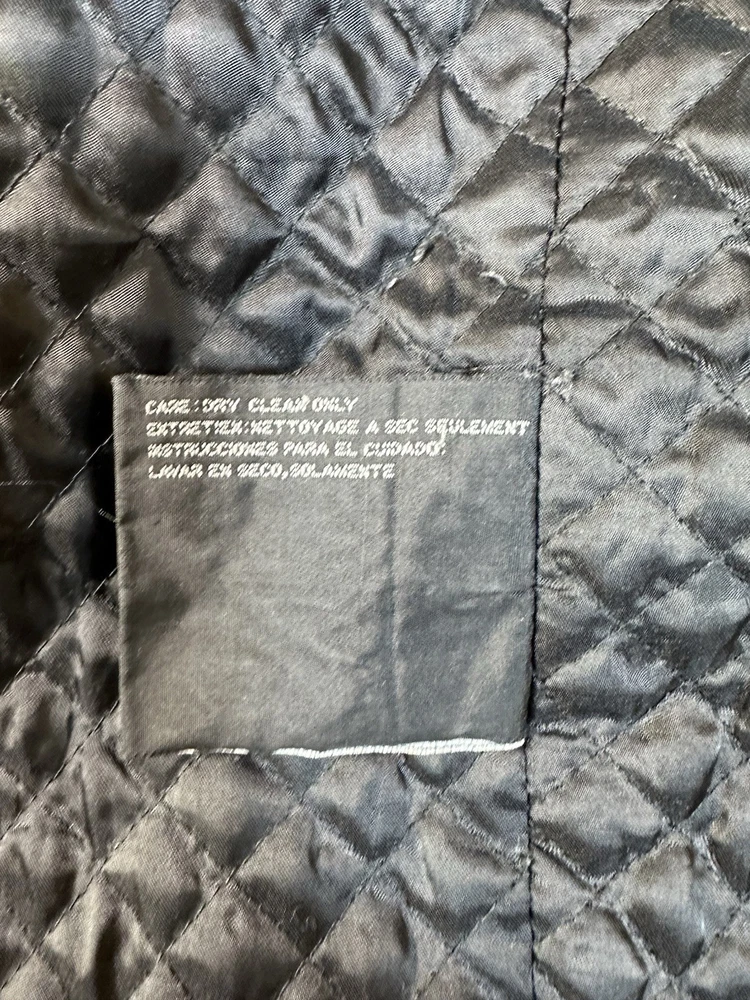 CARE: DRY CLEAN ONLY
ENTRETIEN: NETTOYAGE A SEC SEULEMENT
INSTRUCCIONES PARA EL CUIDADO:
LAVAR EN SECO, SOLAMENTE